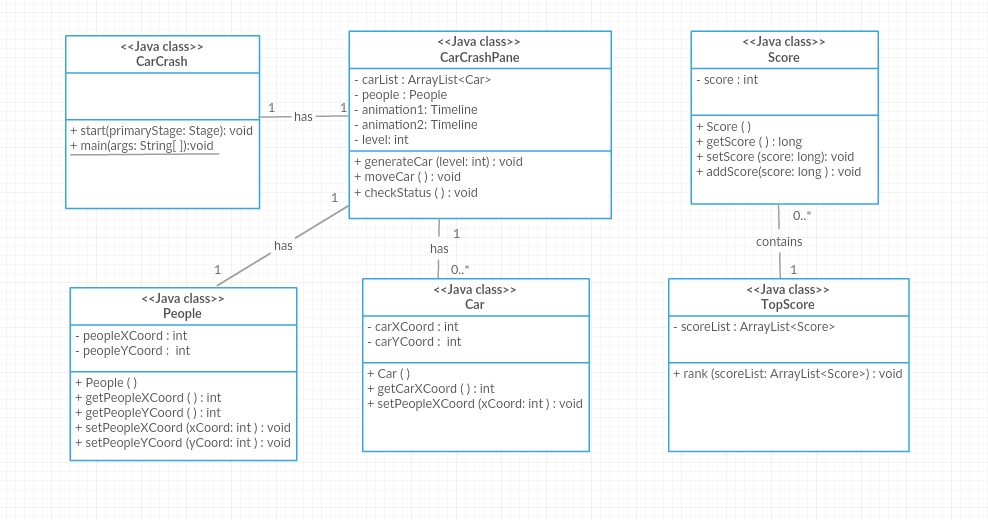 <<Java class>>
CarCrash
+ start(primaryStage: Stage): void
+ main(args: String[ ]):void
1
has
1
<<Java class>>
CarCrashPane
- carList : ArrayList<Car>
- people : People
- animation1: Timeline
- animation2: Timeline
- level: int
+ generateCar (level: int) : void
+ moveCar ( ) : void
+ checkStatus ( ) : void
<<Java class>>
Score
- score : int
+ Score ( )
+ getScore ( ) : long
+ setScore (score: long): void
+ addScore(score: long ) : void
1
has
1
1
has
0..*
0..*
contains
1
<<Java class>>
People
- peopleXCoord : int
- peopleYCoord :  int
+ People ( )
+ getPeopleXCoord ( ) : int
+ getPeopleYCoord ( ) : int
+ setPeopleXCoord (xCoord: int ) : void
+ setPeopleYCoord (yCoord: int ) : void
<<Java class>>
Car
- carXCoord : int
- carYCoord :  int
+ Car ( )
+ getCarXCoord ( ) : int
+ setPeopleXCoord (xCoord: int ) : void
<<Java class>>
TopScore
- scoreList : ArrayList<Score>
+ rank (scoreList: ArrayList<Score>) : void